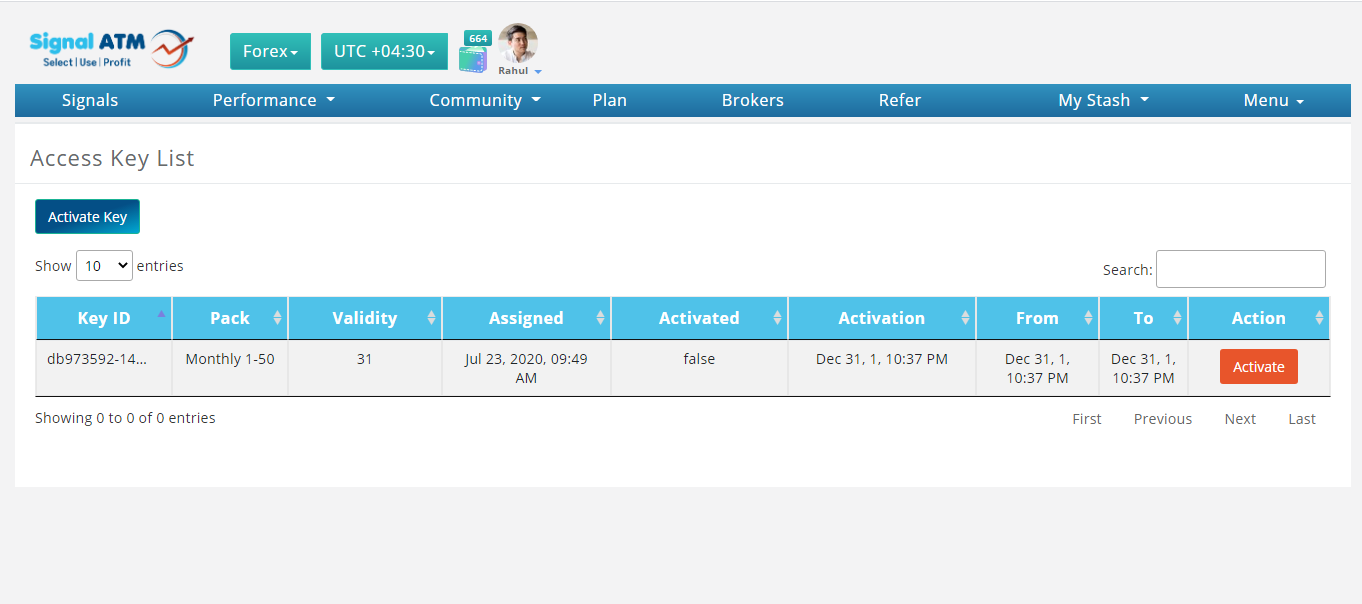 Signal ATM
Select | Use | Profit
Forex
UTC +04:30
664
Rahul
Signals Performance Community Plan Brokers Refer My Stash Menu
Access Key List
Activate Key
Show 10 entries
Search:
Key ID Pack Validity Assigned Activated Activation From To Action
db973592-14... Monthly 1-50 31 Jul 23, 2020, 09:49 false Dec 31, 1, 10:37 PM Dec 31, 1, Dec 31, 1, Activate
AM 10:37 PM 10:37 PM
Showing 0 to 0 of 0 entries
First Previous Next Last